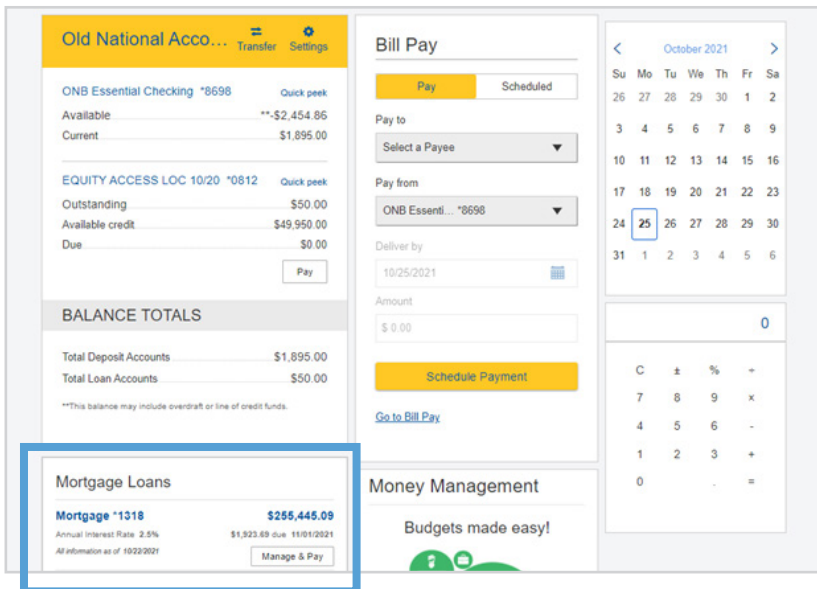 Old National Acco...
Transfer Settings
ONB Essential Checking *8698 Quick peek
Available **-$2,454.86
Current $1,895.00
EQUITY ACCESS LOC 10/20 *0812 Quick peek
Outstanding $50.00
Available credit $49,950.00
Due $0.00
Pay
BALANCE TOTALS
Total Deposit Accounts $1,895.00
Total Loan Accounts $50.00
**This balance may include overdraft or line of credit funds.
Mortgage Loans
Mortgage *1318 $255,445.09
Annual Interest Rate 2.5% $1,923.69 due 11/01/2021
All information as of 10/22/2021
Manage & Pay
Bill Pay
Pay Scheduled
Pay to
Select a Payee
Pay from
ONB Essenti... *8698
Deliver by
10/25/2021
Amount
$ 0.00
Schedule Payment
Go to Bill Pay
Money Management
Budgets made easy!
< October 2021 >
Su Mo Tu We Th Fr Sa
26 27 28 29 30 1 2
3 4 5 6 7 8 9
10 11 12 13 14 15 16
17 18 19 20 21 22 23
24 25 26 27 28 29 30
31 1 2 3 4 5 6
0
C ± % ÷
7 8 9 x
4 5 6 -
1 2 3 +
0 . =